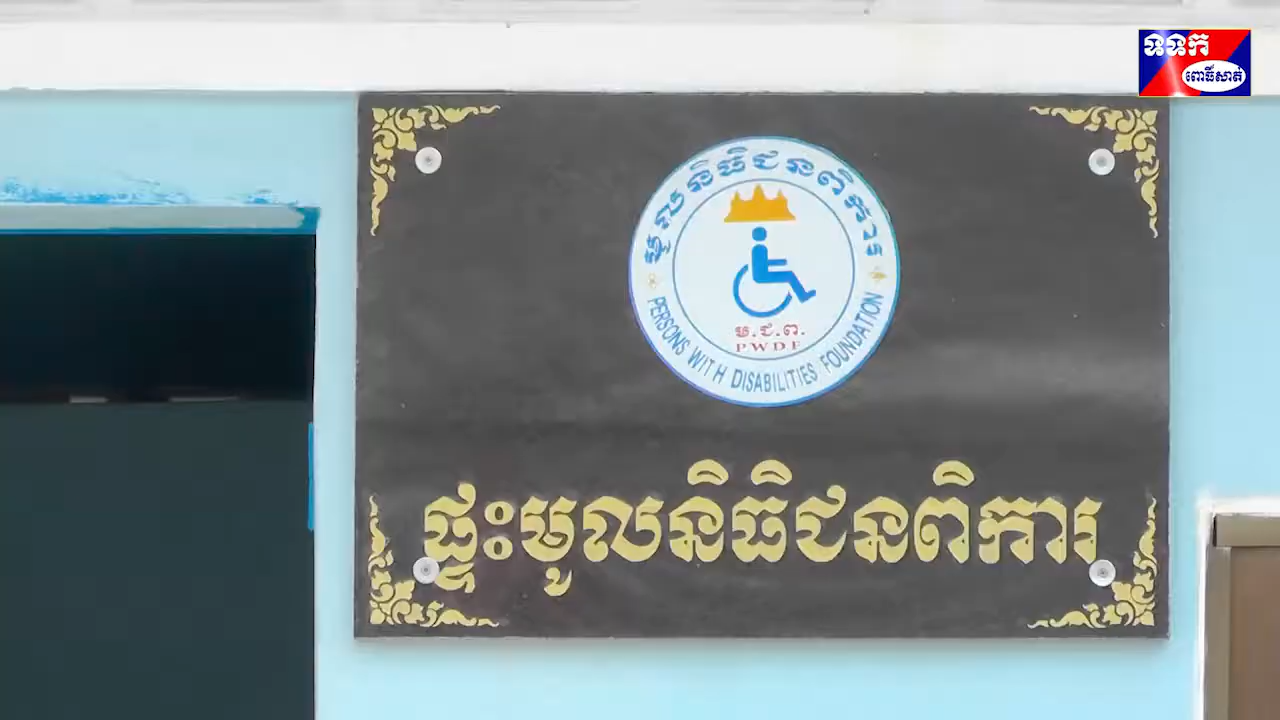 ទទក
ពោធិ៍សាត់
មូលនិធិជនពិការ
ម.ជ.ព.
PWDF
PERSONS WITH DISABILITIES FOUNDATION
ផ្ទះមូលនិធិជនពិការ